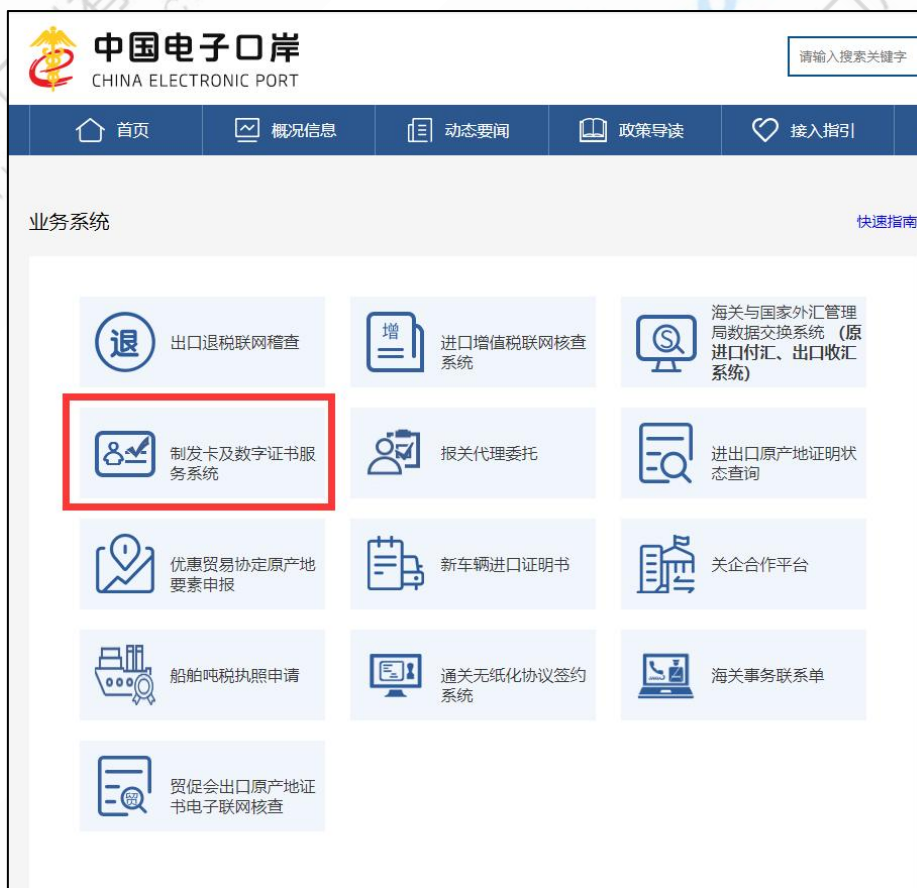 中国电子口岸
CHINA ELECTRONIC PORT
请输入搜索关键字
首页
概况信息
动态要闻
政策导读
接入指引
业务系统
快速指南
退
出口退税联网稽查
增
进口增值税联网核查
系统
海关与国家外汇管理
局数据交换系统 (原
进口付汇、出口收汇
系统)
制发卡及数字证书服
务系统
报关代理委托
进出口原产地证明状
态查询
优惠贸易协定原产地
要素申报
新车辆进口证明书
关企合作平台
船舶吨税执照申请
通关无纸化协议签约
系统
海关事务联系单
贸
贸促会出口原产地证
书电子联网核查